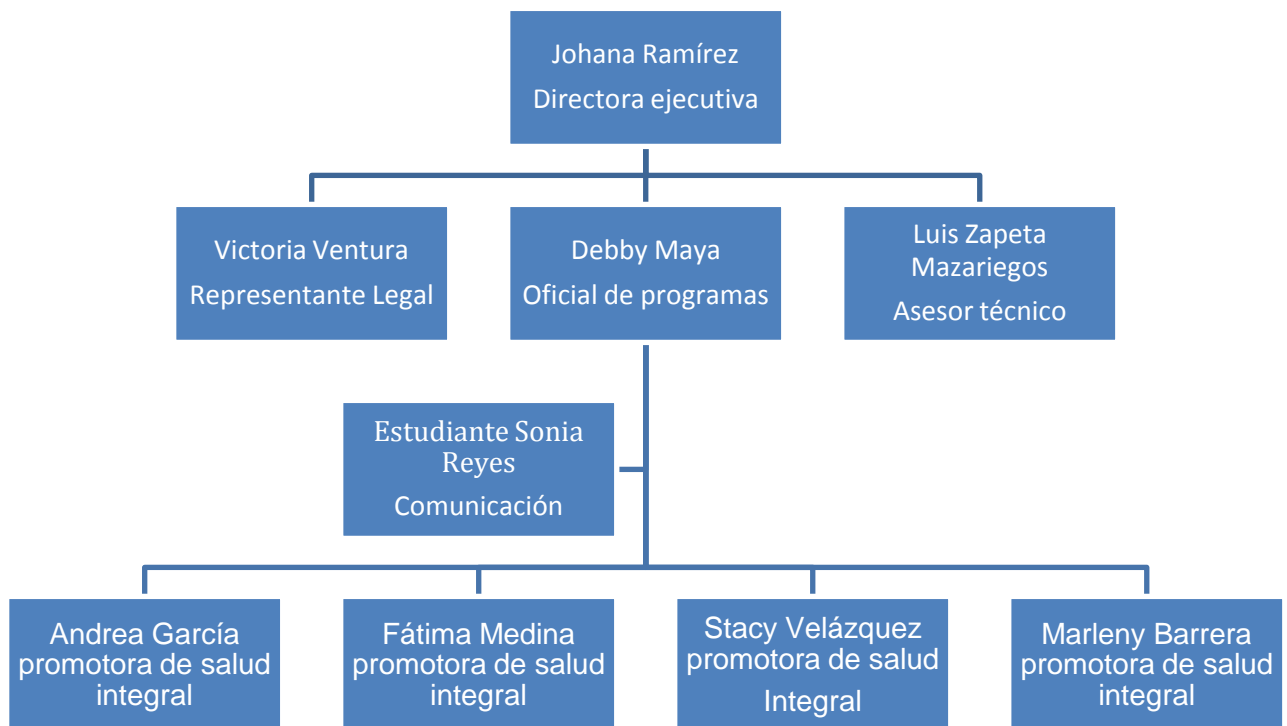 Johana Ramírez
Directora ejecutiva
Victoria Ventura
Representante Legal
Debby Maya
Oficial de programas
Luis Zapeta
Mazariegos
Asesor técnico
Estudiante Sonia
Reyes
Comunicación
Andrea García
promotora de salud
integral
Fátima Medina
promotora de salud
integral
Stacy Velázquez
promotora de salud
Integral
Marleny Barrera
promotora de salud
integral